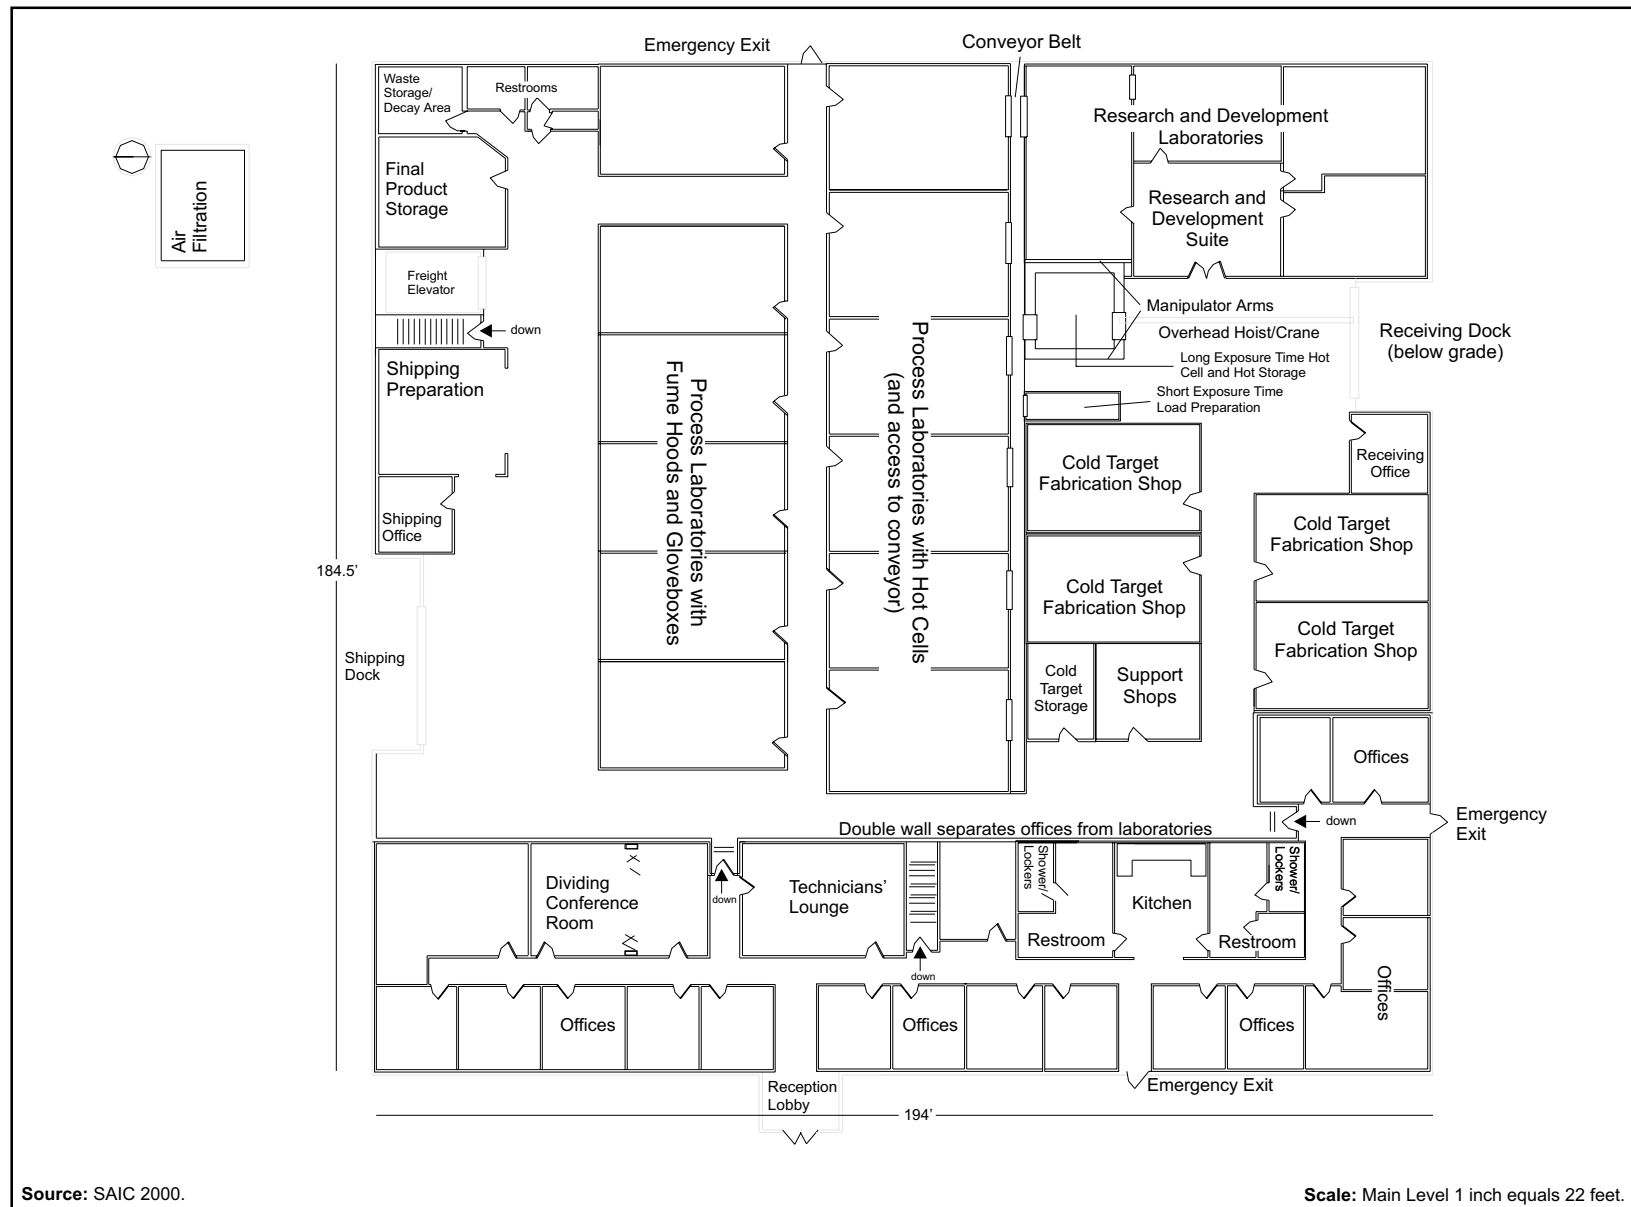 Emergency Exit
Conveyor Belt
Waste
Storage/
Decay Area
Restrooms
Research and Development
Laboratories
Final
Product
Storage
Research and
Development
Suite
Air
Filtration
Freight
Elevator
down
Manipulator Arms
Overhead Hoist/Crane
Receiving Dock
(below grade)
Long Exposure Time Hot
Cell and Hot Storage
Short Exposure Time
Load Preparation
Shipping
Preparation
Process Laboratories with
Fume Hoods and Gloveboxes
Process Laboratories with Hot Cells
(and access to conveyor)
Cold Target
Fabrication Shop
Receiving
Office
Shipping
Office
Cold Target
Fabrication Shop
184.5'
Cold Target
Fabrication Shop
Cold Target
Fabrication Shop
Shipping
Dock
Cold
Target
Storage
Support
Shops
Offices
Double wall separates offices from laboratories
down
Emergency
Exit
Dividing
Conference
Room
down
Technicians'
Lounge
down
Shower/
Lockers
Restroom
Kitchen
Shower/
Lockers
Restroom
Offices
Offices
Offices
Offices
Reception
Lobby
Emergency Exit
194'
Source: SAIC 2000.
Scale: Main Level 1 inch equals 22 feet.